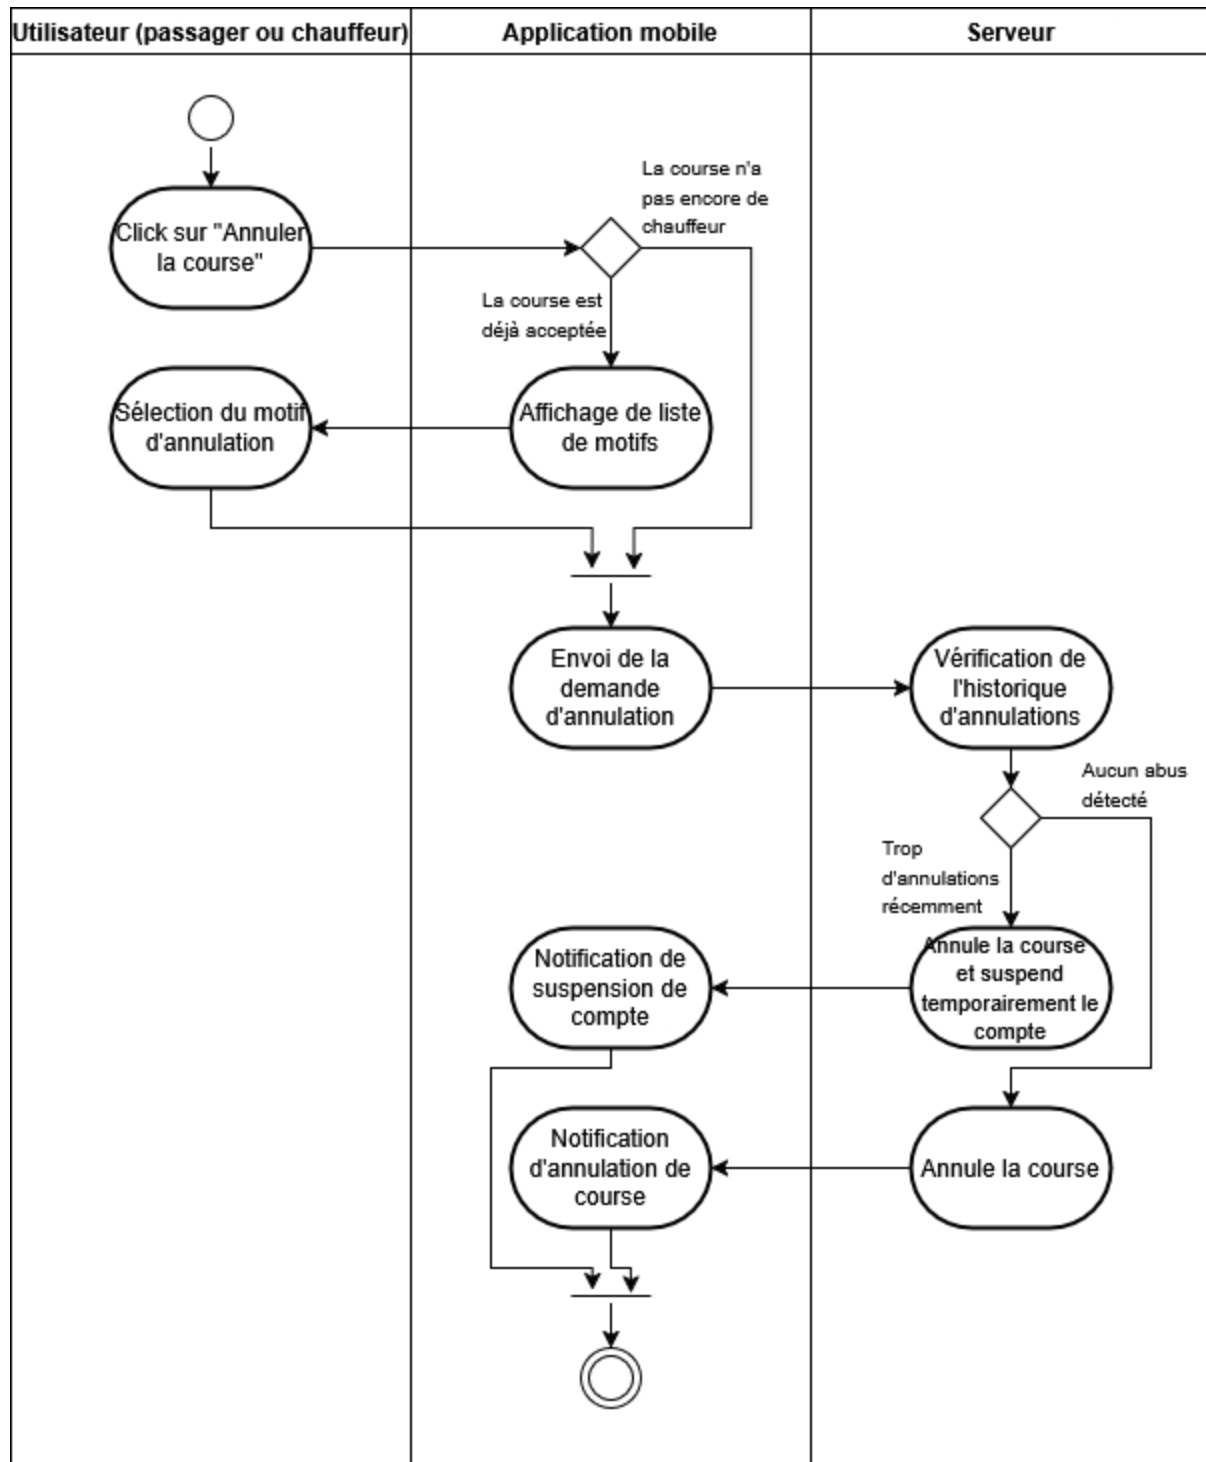 Utilisateur (passager ou chauffeur)
Application mobile
Serveur
La course n'a
pas encore de
chauffeur
Click sur "Annuler
la course"
La course est
déjà acceptée
Sélection du motif
d'annulation
Affichage de liste
de motifs
Envoi de la
demande
d'annulation
Vérification de
l'historique
d'annulations
Aucun abus
détecté
Trop
d'annulations
récemment
Notification de
suspension de
compte
Annule la course
et suspend
temporairement le
compte
Notification
d'annulation de
course
Annule la course